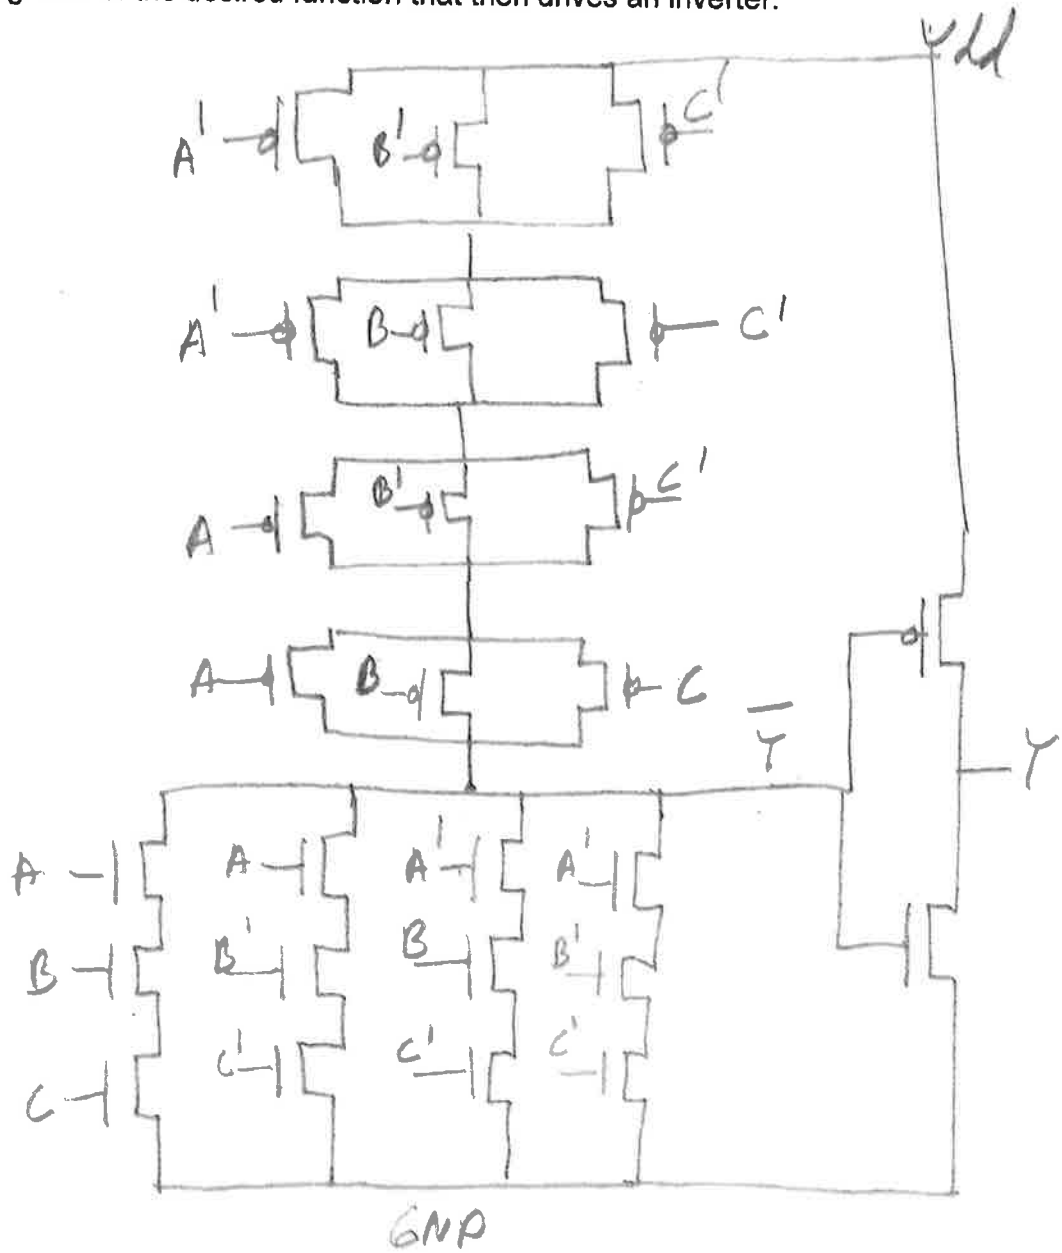 the desired function that then drives an inverter.
Vdd
A' B' C'
A' B C'
A B' C'
A B C
Y
Y
A A A' A'
B B' B B'
C C' C' C'
GND